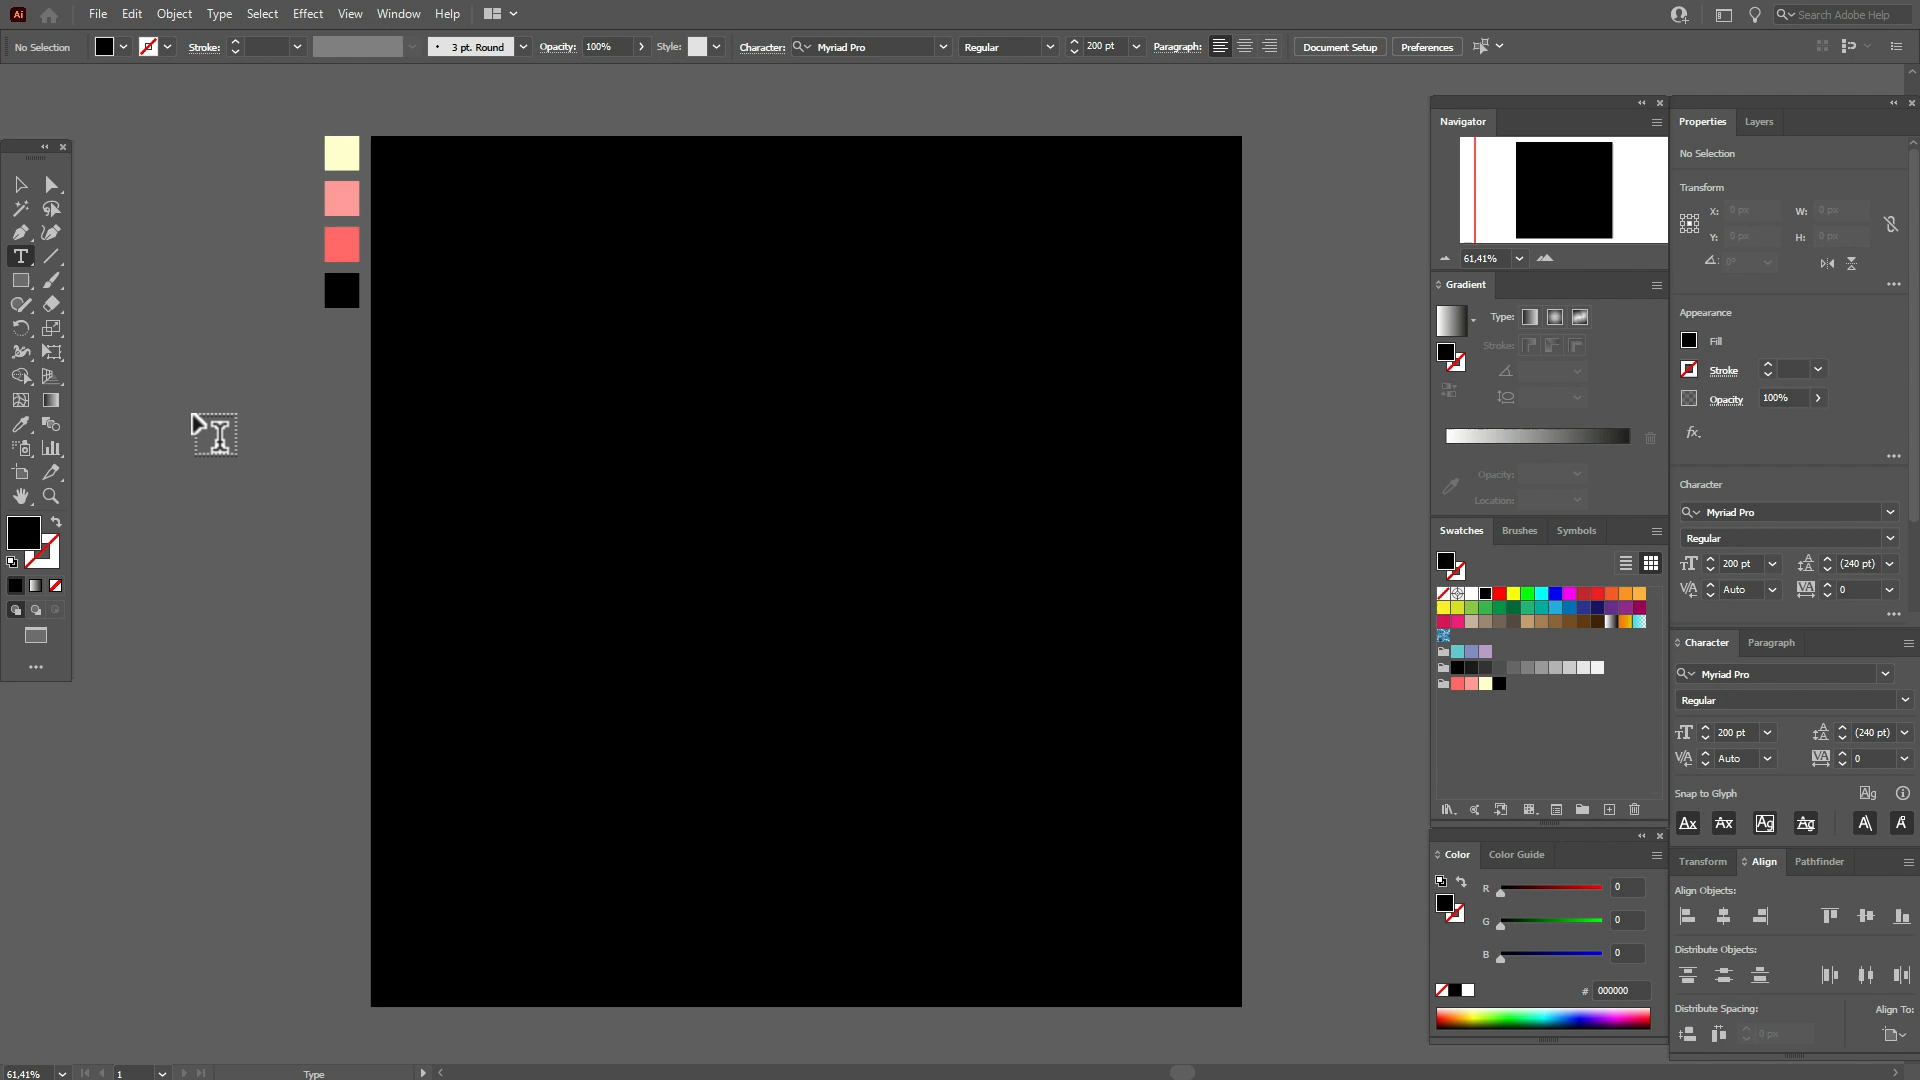 Ai File Edit Object Type Select Effect View Window Help Search Adobe Help
No Selection Stroke: 3 pt. Round Opacity: 100% Style: Character: Myriad Pro Regular 200 pt Paragraph: Document Setup Preferences
Navigator
61,41%
Gradient
Type:
Stroke:
Opacity:
Location:
Swatches Brushes Symbols
Color Color Guide
R 0
G 0
B 0
# 000000
Properties Layers
No Selection
Transform
X: 0 px W: 0 px
Y: 0 px H: 0 px
0°
Appearance
Fill
Stroke
Opacity 100%
fx.
Character
Myriad Pro
Regular
200 pt (240 pt)
Auto 0
Character Paragraph
Myriad Pro
Regular
200 pt (240 pt)
Auto 0
Snap to Glyph
Transform Align Pathfinder
Align Objects:
Distribute Objects:
Distribute Spacing: Align To:
0 px
61,41% 1 Type